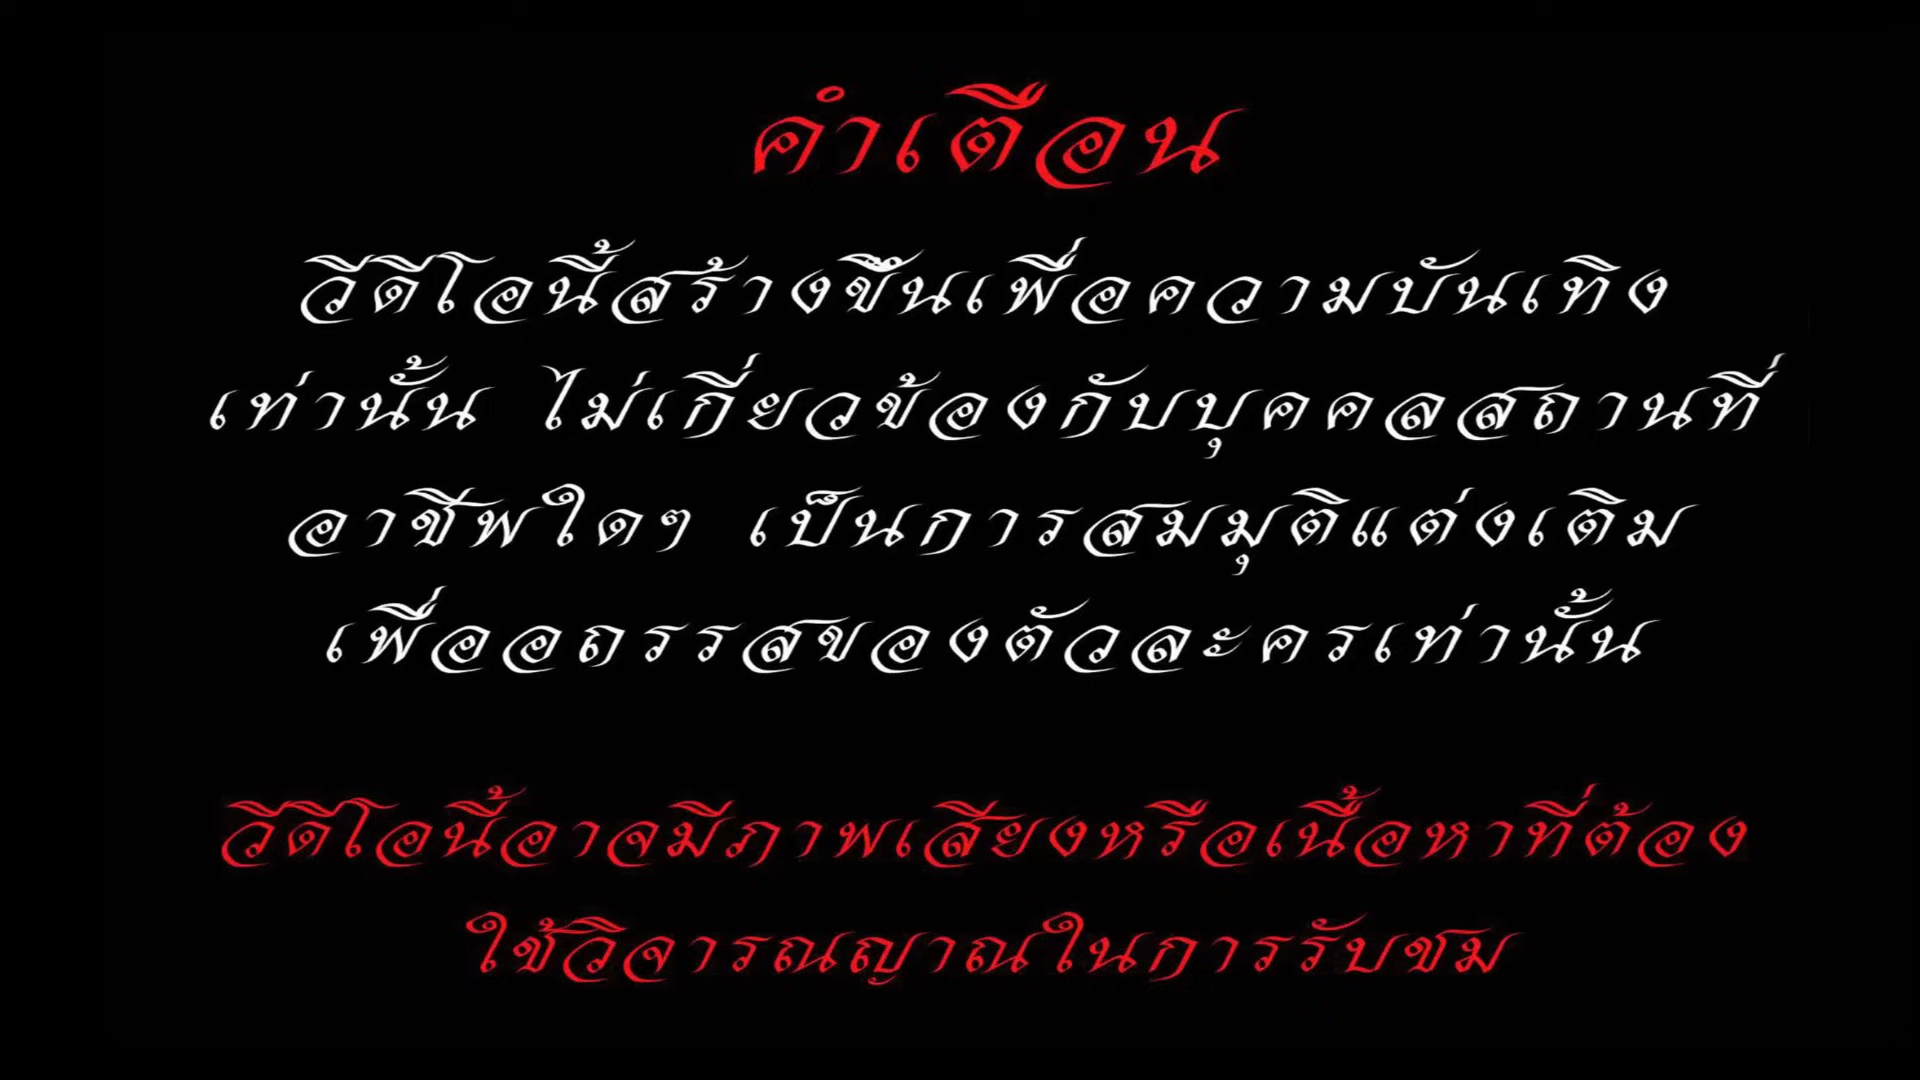 คำเตือน
วีดีโอนี้สร้างขึ้นเพื่อความบันเทิง
เท่านั้น ไม่เกี่ยวข้องกับบุคคลสถานที่
อาชีพใดๆ เป็นการสมมุติแต่งเติม
เพื่ออถรรสของตัวละครเท่านั้น
วีดีโอนี้อาจมีภาพเสียงหรือเนื้อหาที่ต้อง
ใช้วิจารณญาณในการรับชม